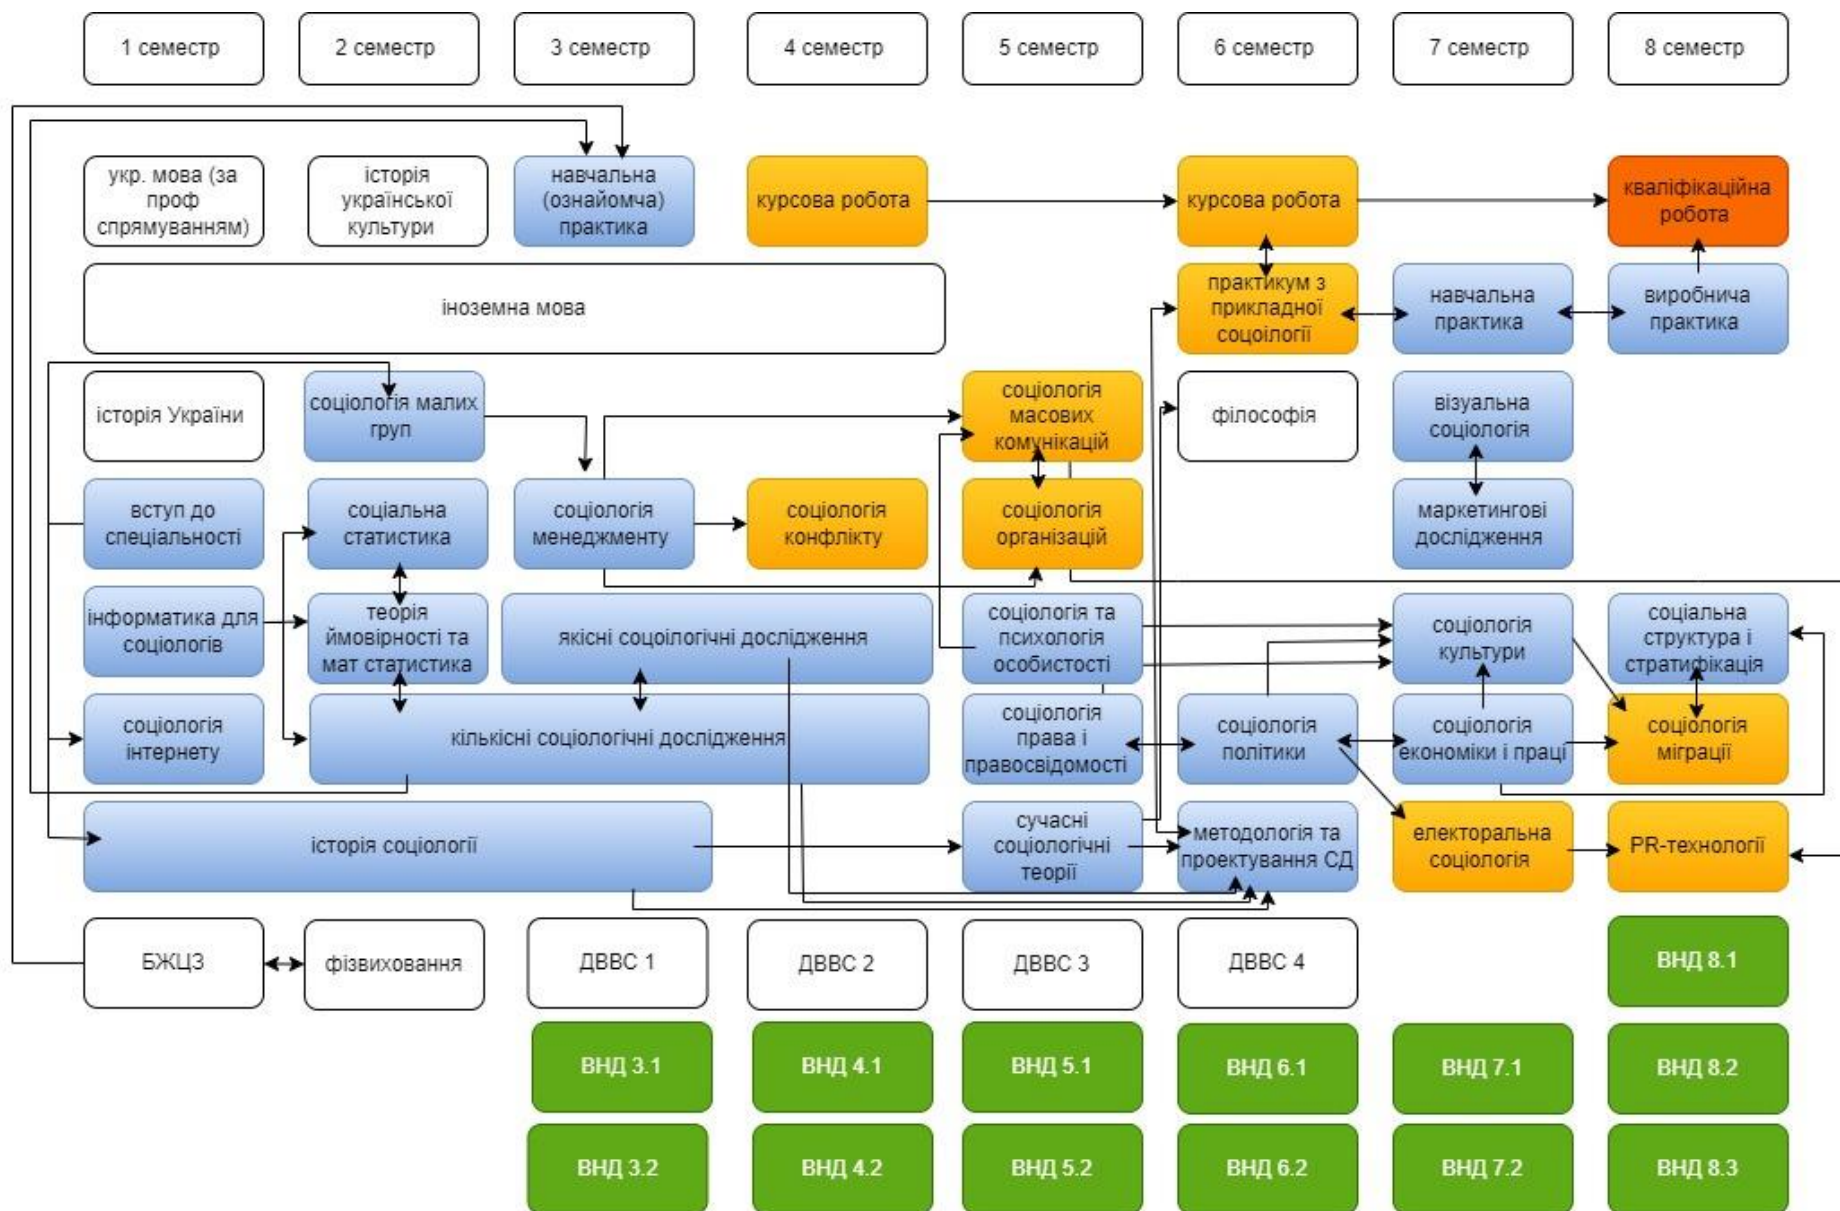 1 семестр
2 семестр
3 семестр
4 семестр
5 семестр
6 семестр
7 семестр
8 семестр
укр. мова (за
проф
спрямуванням)
історія
української
культури
навчальна
(ознайомча)
практика
курсова робота
курсова робота
кваліфікаційна
робота
іноземна мова
практикум з
прикладної
соцоілогії
навчальна
практика
виробнича
практика
історія України
соціологія малих
груп
соціологія
масових
комунікацій
філософія
візуальна
соціологія
вступ до
спеціальності
соціальна
статистика
соціологія
менеджменту
соціологія
конфлікту
соціологія
організацій
маркетингові
дослідження
інформатика для
соціологів
теорія
ймовірності та
мат статистика
якісні соцоілогічні дослідження
соціологія та
психологія
особистості
соціологія
культури
соціальна
структура і
стратифікація
соціологія
інтернету
кількісні соціологічні дослідження
соціологія
права і
правосвідомості
соціологія
політики
соціологія
економіки і праці
соціологія
міграції
історія соціології
сучасні
соціологічні
теорії
методологія та
проектування СД
електоральна
соціологія
PR-технології
БЖЦЗ
фізвиховання
ДВВС 1
ДВВС 2
ДВВС 3
ДВВС 4
ВНД 8.1
ВНД 3.1
ВНД 4.1
ВНД 5.1
ВНД 6.1
ВНД 7.1
ВНД 8.2
ВНД 3.2
ВНД 4.2
ВНД 5.2
ВНД 6.2
ВНД 7.2
ВНД 8.3